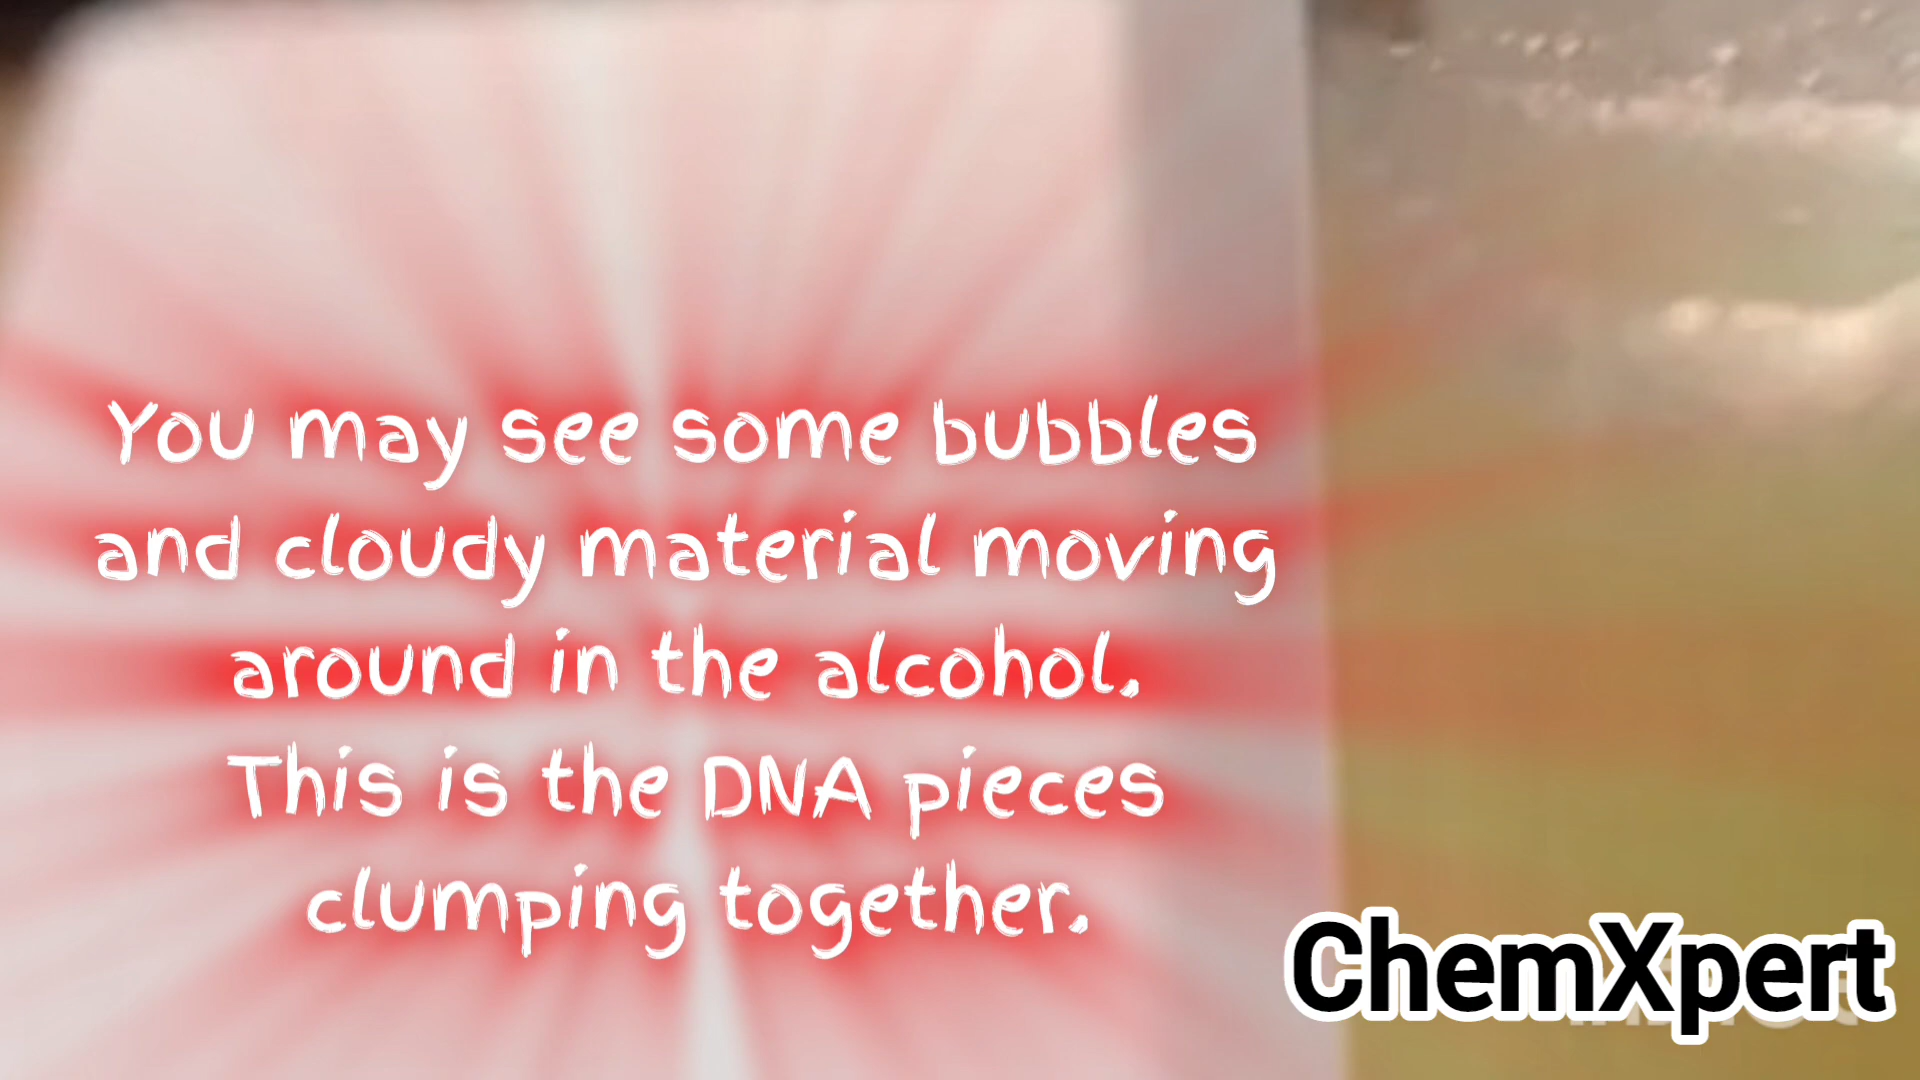 You may see some bubbles
and cloudy material moving
around in the alcohol.
This is the DNA pieces
clumping together.
ChemXpert